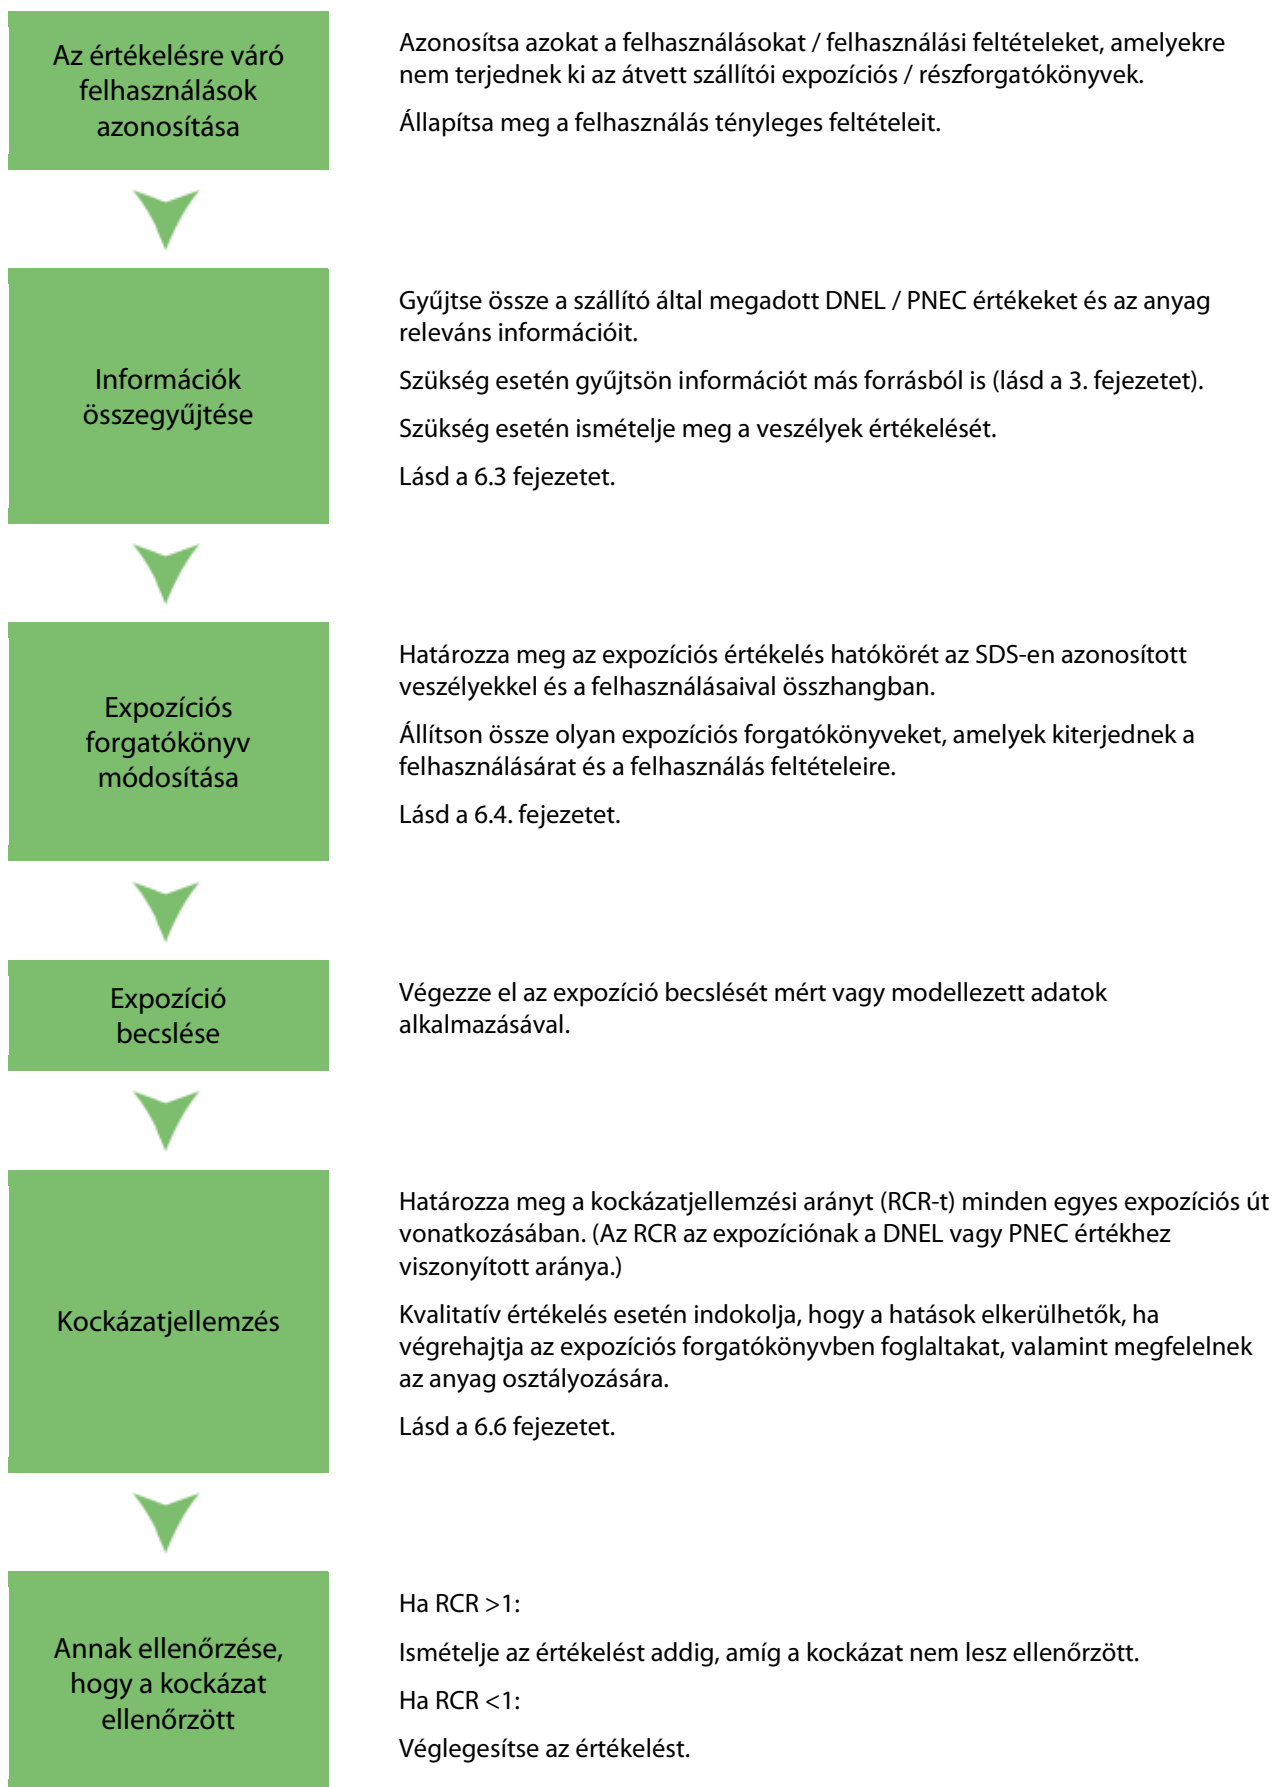 Az értékelésre váró
felhasználások
azonosítása
Azonosítsa azokat a felhasználásokat / felhasználási feltételeket, amelyekre
nem terjednek ki az átvett szállítói expozíciós / részforgatókönyvek.
Állapítsa meg a felhasználás tényleges feltételeit.
Információk
összegyűjtése
Gyűjtse össze a szállító által megadott DNEL / PNEC értékeket és az anyag
releváns információit.
Szükség esetén gyűjtsön információt más forrásból is (lásd a 3. fejezetet).
Szükség esetén ismételje meg a veszélyek értékelését.
Lásd a 6.3 fejezetet.
Expozíciós
forgatókönyv
módosítása
Határozza meg az expozíciós értékelés hatókörét az SDS-en azonosított
veszélyekkel és a felhasználásaival összhangban.
Állítson össze olyan expozíciós forgatókönyveket, amelyek kiterjednek a
felhasználásárat és a felhasználás feltételeire.
Lásd a 6.4. fejezetet.
Expozíció
becslése
Végezze el az expozíció becslését mért vagy modellezett adatok
alkalmazásával.
Kockázatjellemzés
Határozza meg a kockázatjellemzési arányt (RCR-t) minden egyes expozíciós út
vonatkozásában. (Az RCR az expozíciónak a DNEL vagy PNEC értékhez
viszonyított aránya.)
Kvalitatív értékelés esetén indokolja, hogy a hatások elkerülhetők, ha
végrehajtja az expozíciós forgatókönyvben foglaltakat, valamint megfelelnek
az anyag osztályozására.
Lásd a 6.6 fejezetet.
Annak ellenőrzése,
hogy a kockázat
ellenőrzött
Ha RCR >1:
Ismételje az értékelést addig, amíg a kockázat nem lesz ellenőrzött.
Ha RCR <1:
Véglegesítse az értékelést.